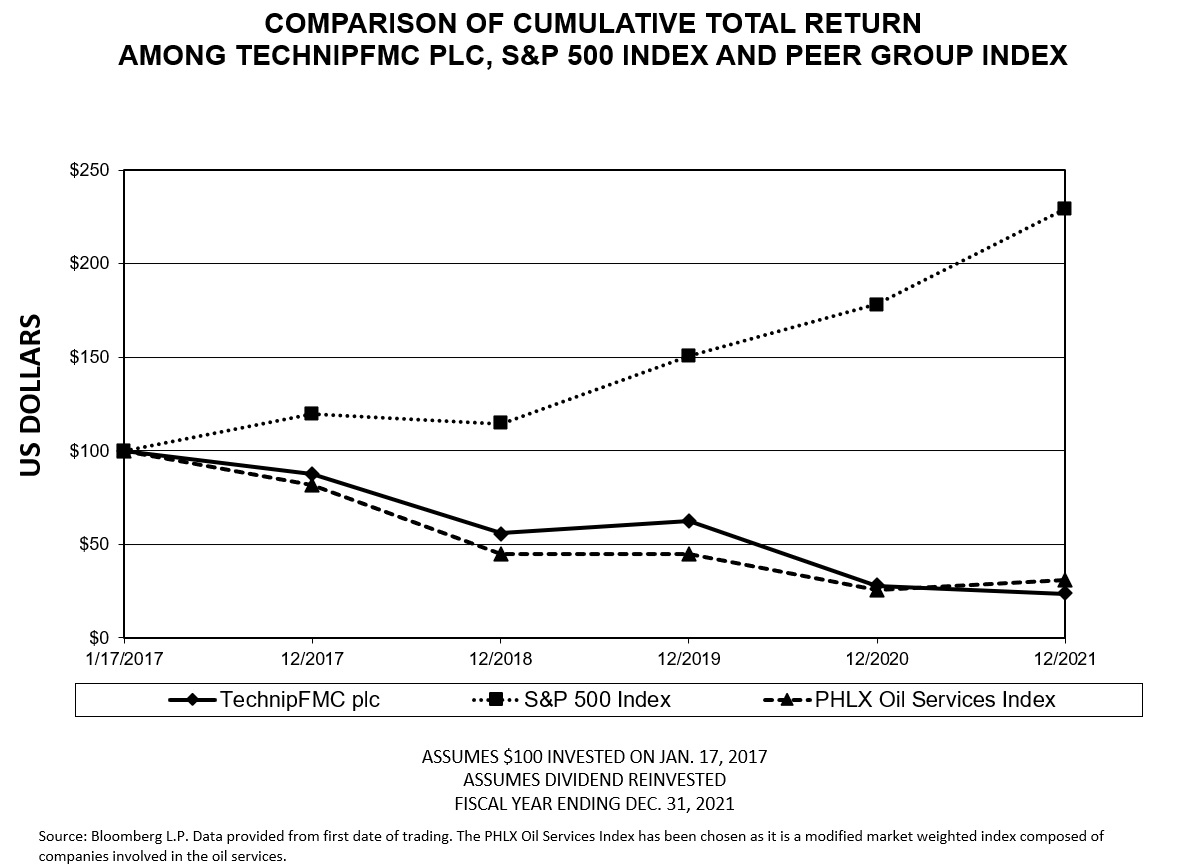 COMPARISON OF CUMULATIVE TOTAL RETURN
AMONG TECHNIPFMC PLC, S&P 500 INDEX AND PEER GROUP INDEX
$250
$200
$150
$100
$50
$0
US DOLLARS
1/17/2017 12/2017 12/2018 12/2019 12/2020 12/2021
TechnipFMC plc S&P 500 Index PHLX Oil Services Index
ASSUMES $100 INVESTED ON JAN. 17, 2017
ASSUMES DIVIDEND REINVESTED
FISCAL YEAR ENDING DEC. 31, 2021
Source: Bloomberg L.P. Data provided from first date of trading. The PHLX Oil Services Index has been chosen as it is a modified market weighted index composed of
companies involved in the oil services.